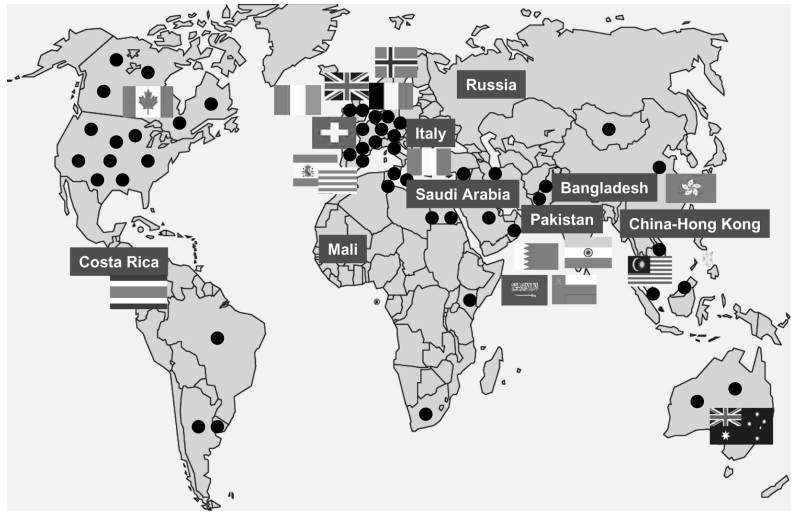 Russia
Italy
Saudi Arabia
Bangladesh
Pakistan
China-Hong Kong
Mali
Costa Rica